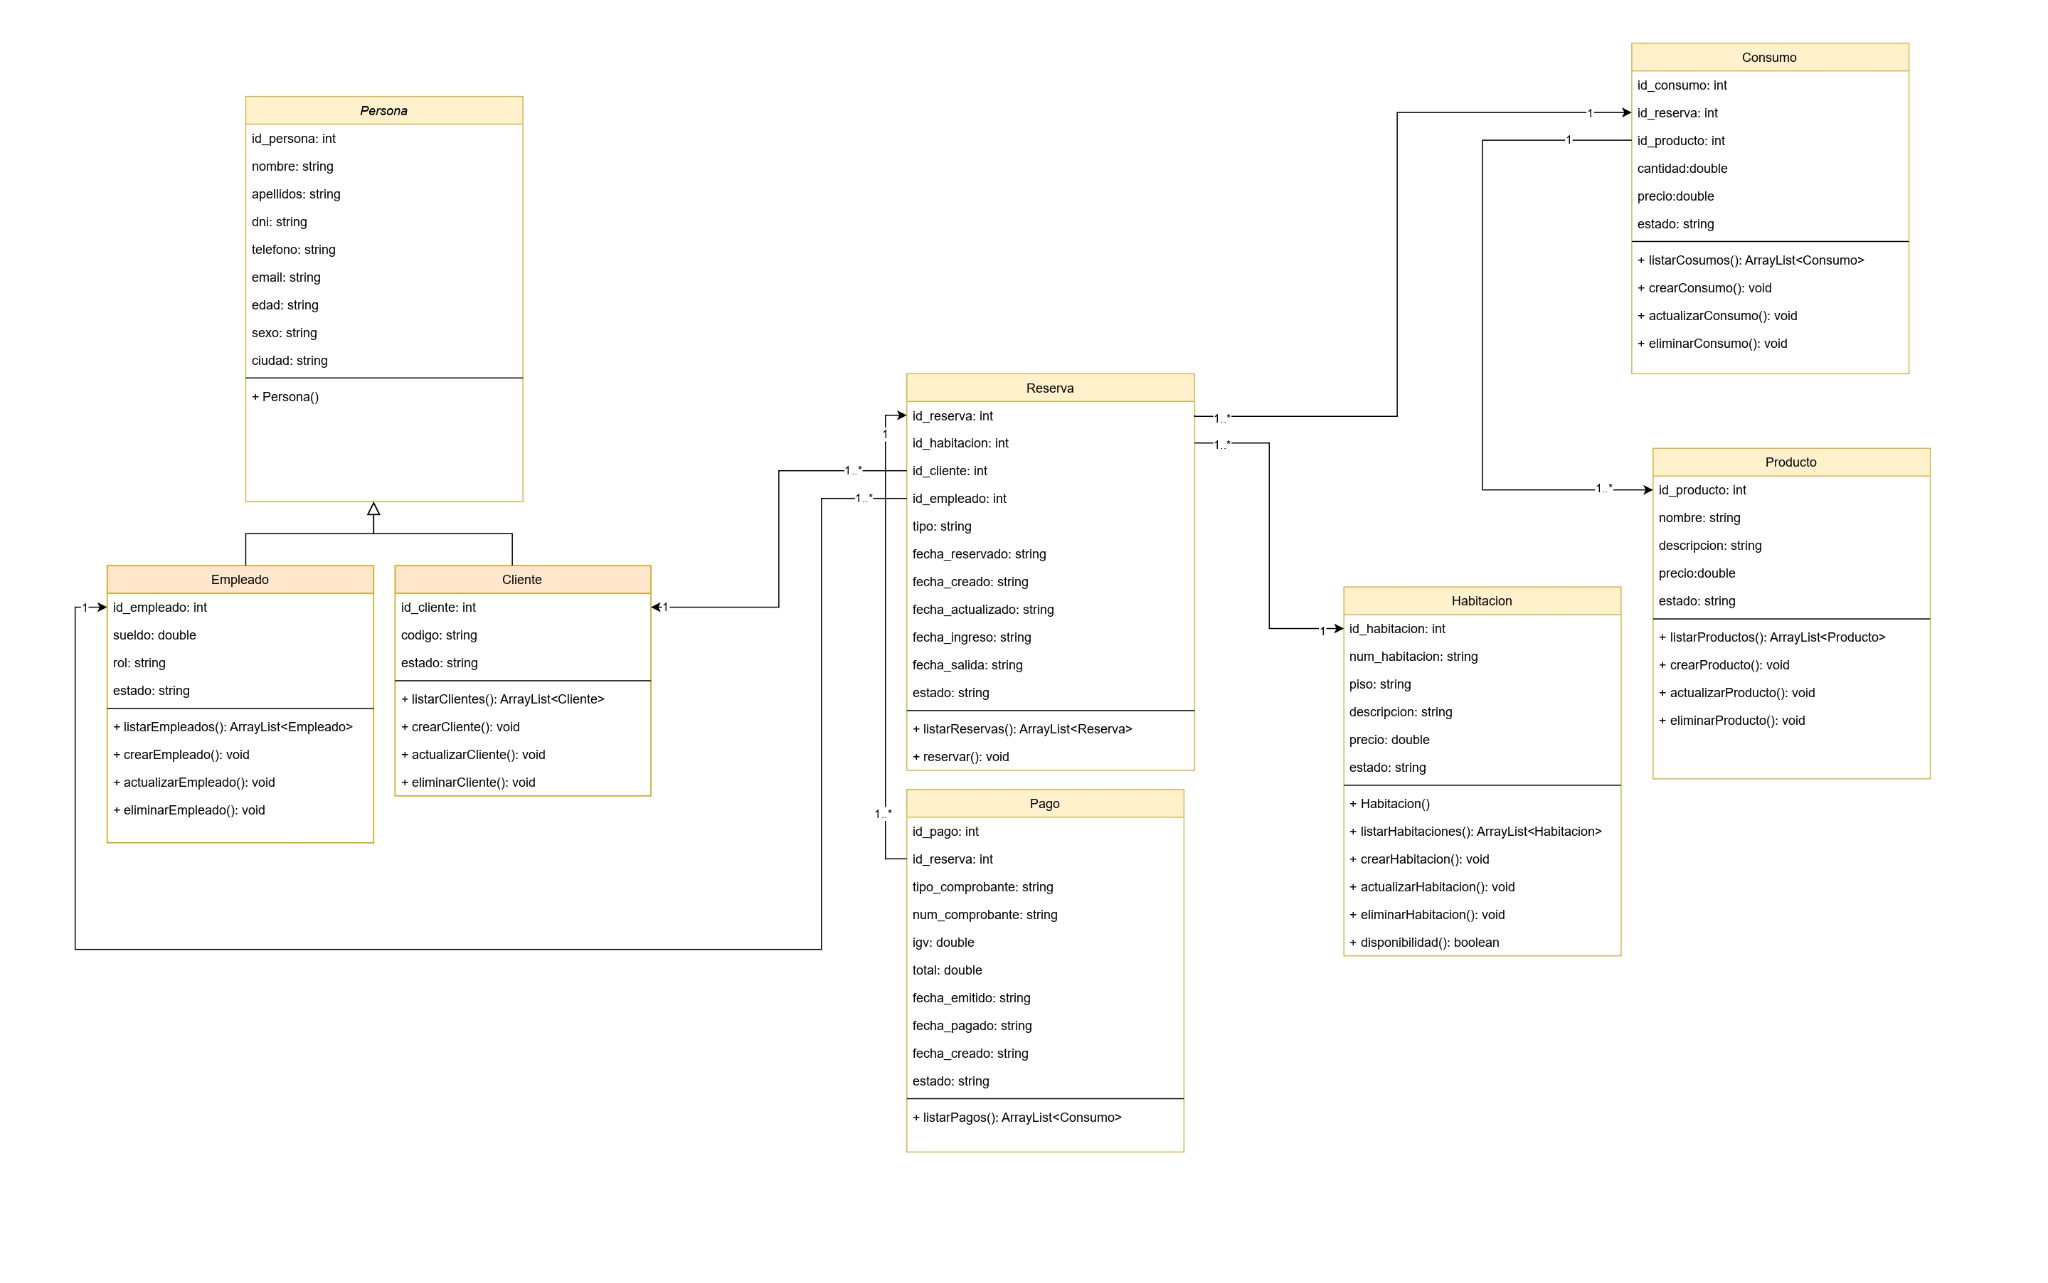 Persona
id_persona: int
nombre: string
apellidos: string
dni: string
telefono: string
email: string
edad: string
sexo: string
ciudad: string
+ Persona()
Empleado
1
id_empleado: int
sueldo: double
rol: string
estado: string
+ listarEmpleados(): ArrayList<Empleado>
+ crearEmpleado(): void
+ actualizarEmpleado(): void
+ eliminarEmpleado(): void
Cliente
id_cliente: int
1
codigo: string
estado: string
+ listarClientes(): ArrayList<Cliente>
+ crearCliente(): void
+ actualizarCliente(): void
+ eliminarCliente(): void
Reserva
id_reserva: int
1..*
1
id_habitacion: int
1..*
1..*
id_cliente: int
1..*
id_empleado: int
tipo: string
fecha_reservado: string
fecha_creado: string
fecha_actualizado: string
fecha_ingreso: string
fecha_salida: string
estado: string
+ listarReservas(): ArrayList<Reserva>
+ reservar(): void
Pago
1..*
id_pago: int
id_reserva: int
tipo_comprobante: string
num_comprobante: string
igv: double
total: double
fecha_emitido: string
fecha_pagado: string
fecha_creado: string
estado: string
+ listarPagos(): ArrayList<Consumo>
Consumo
id_consumo: int
1
id_reserva: int
1
id_producto: int
cantidad:double
precio:double
estado: string
+ listarCosumos(): ArrayList<Consumo>
+ crearConsumo(): void
+ actualizarConsumo(): void
+ eliminarConsumo(): void
Producto
1..*
id_producto: int
nombre: string
descripcion: string
precio:double
estado: string
+ listarProductos(): ArrayList<Producto>
+ crearProducto(): void
+ actualizarProducto(): void
+ eliminarProducto(): void
Habitacion
1
id_habitacion: int
num_habitacion: string
piso: string
descripcion: string
precio: double
estado: string
+ Habitacion()
+ listarHabitaciones(): ArrayList<Habitacion>
+ crearHabitacion(): void
+ actualizarHabitacion(): void
+ eliminarHabitacion(): void
+ disponibilidad(): boolean